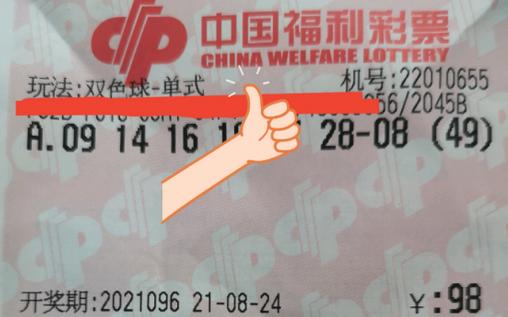 中国福利彩票
CHINA WELFARE LOTTERY
玩法:双色球-单式 机号:22010655
/2045B
A.09 14 16 28-08 (49)
开奖期:2021096 21-08-24 ¥:98